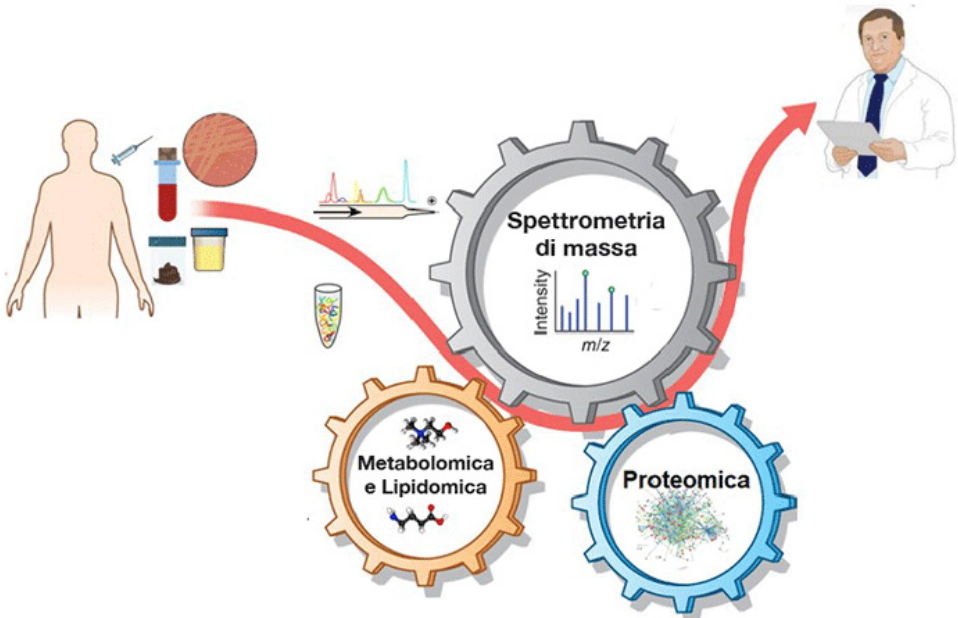 Spettrometria
di massa
Intensity
m/z
Metabolomica
e Lipidomica
Proteomica